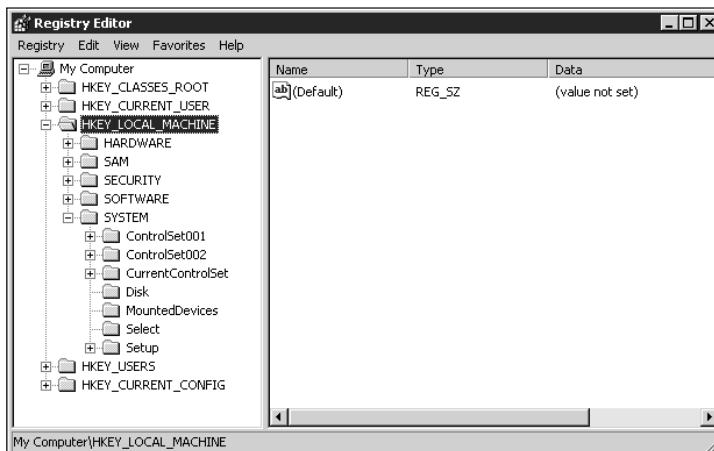 Registry Editor
Registry Edit View Favorites Help
My Computer
HKEY_CLASSES_ROOT
HKEY_CURRENT_USER
HKEY_LOCAL_MACHINE
HARDWARE
SAM
SECURITY
SOFTWARE
SYSTEM
ControlSet001
ControlSet002
CurrentControlSet
Disk
MountedDevices
Select
Setup
HKEY_USERS
HKEY_CURRENT_CONFIG
Name Type Data
ab (Default) REG_SZ (value not set)
My Computer\HKEY_LOCAL_MACHINE